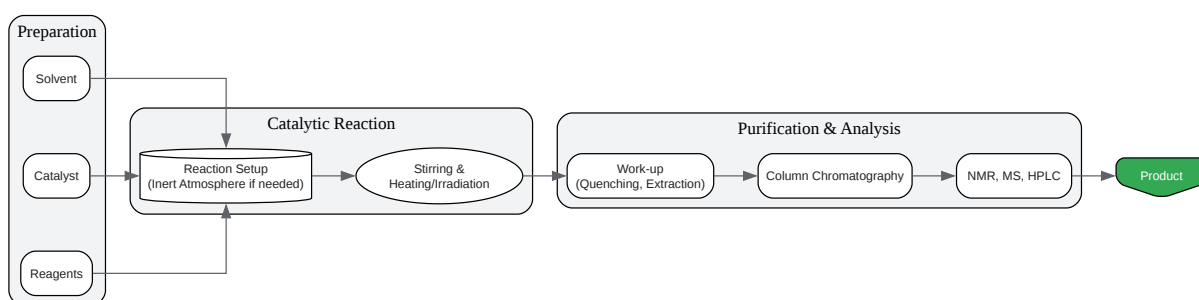 Preparation
Solvent
Catalyst
Reagents
Catalytic Reaction
Reaction Setup
(Inert Atmosphere if needed)
Stirring &
Heating/Irradiation
Purification & Analysis
Work-up
(Quenching, Extraction)
Column Chromatography
NMR, MS, HPLC
Product